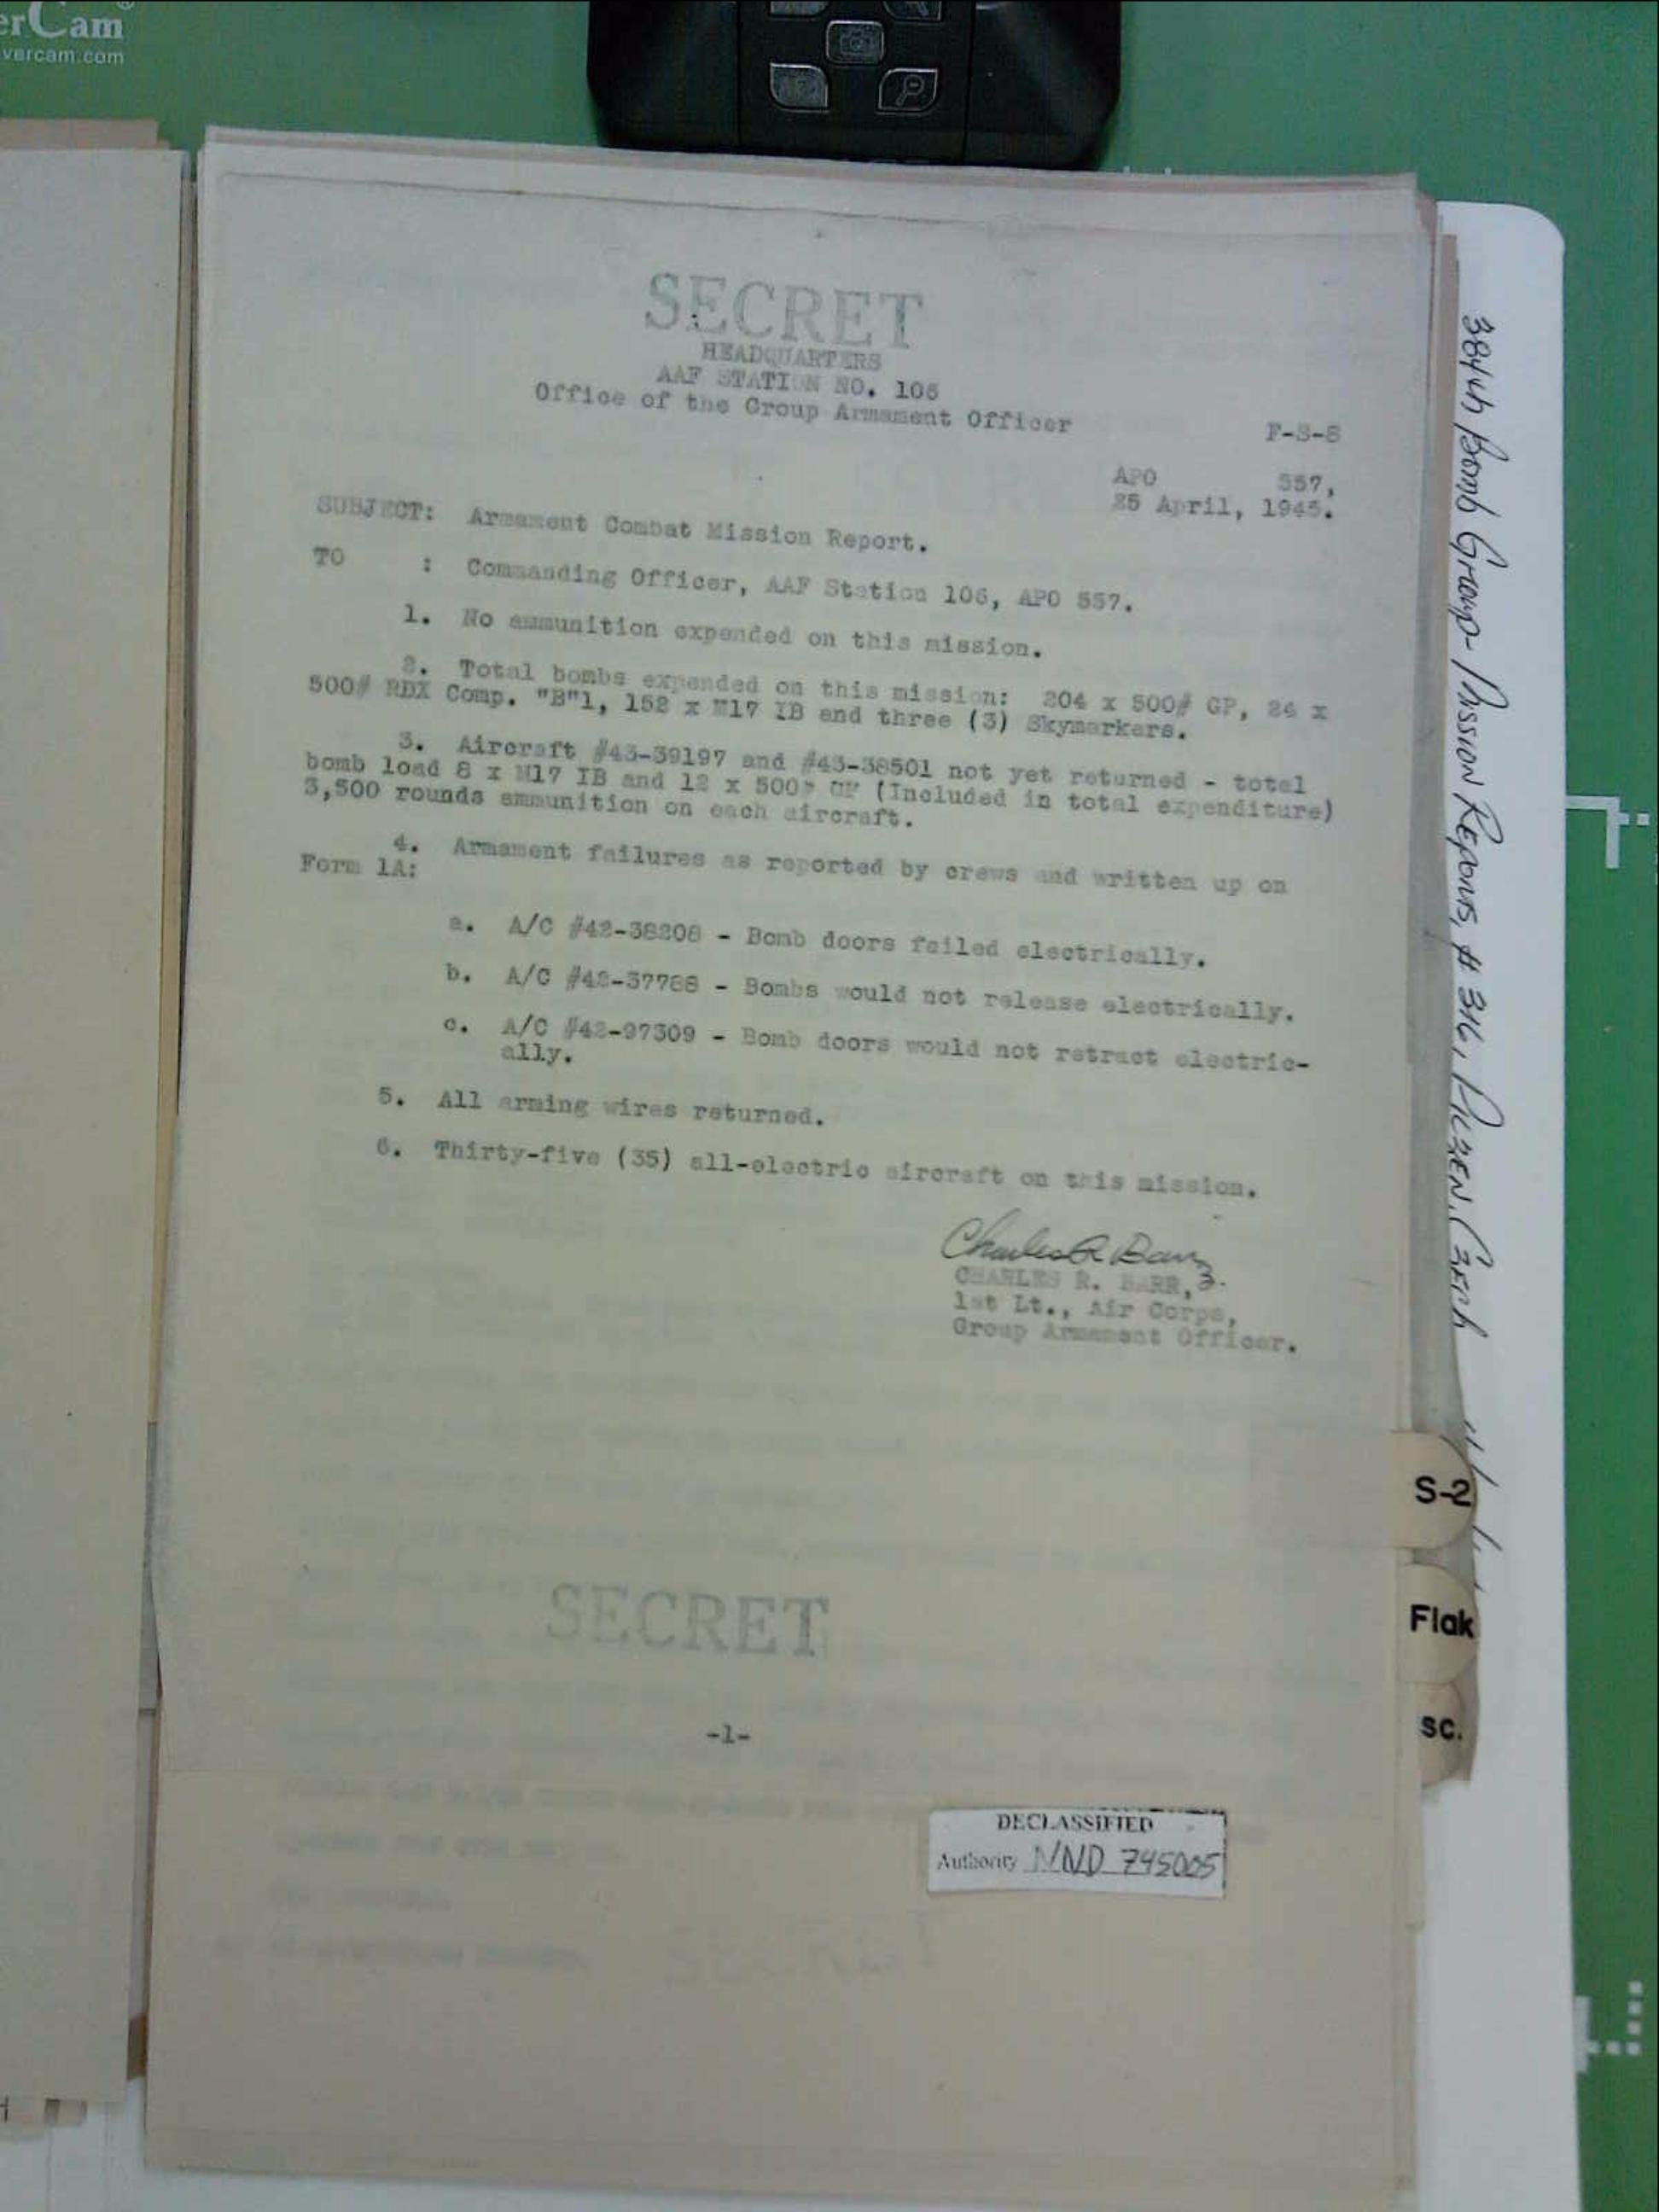 erCam
vercam.com
SECRET
HEADQUARTERS
AAF STATION NO. 106
Office of the Group Armament Officer
F-S-S
APO 557,
25 April, 1945.
SUBJECT: Armament Combat Mission Report.
TO : Commanding Officer, AAF Station 106, APO 557.
1. No ammunition expended on this mission.
2. Total bombs expended on this mission: 204 x 500# GP, 24 x
500# RDX Comp. "B"1, 152 x M17 IB and three (3) Skymarkers.
3. Aircraft #43-39197 and #43-38501 not yet returned - total
bomb load 8 x M17 IB and 12 x 500# GP (Included in total expenditure)
3,500 rounds ammunition on each aircraft.
4. Armament failures as reported by crews and written up on
Form 1A:
a. A/C #42-38208 - Bomb doors failed electrically.
b. A/C #42-37788 - Bombs would not release electrically.
c. A/C #42-97309 - Bomb doors would not retract electric-
ally.
5. All arming wires returned.
6. Thirty-five (35) all-electric aircraft on this mission.
Charles R Barr
CHARLES R. BARR,
1st Lt., Air Corps,
Group Armament Officer.
SECRET
-1-
DECLASSIFIED
Authority NND 745005
SECRET
384th Bomb Group- Mission Reports, # 316, Pilzen, Czech
S-2
Flak
sc.